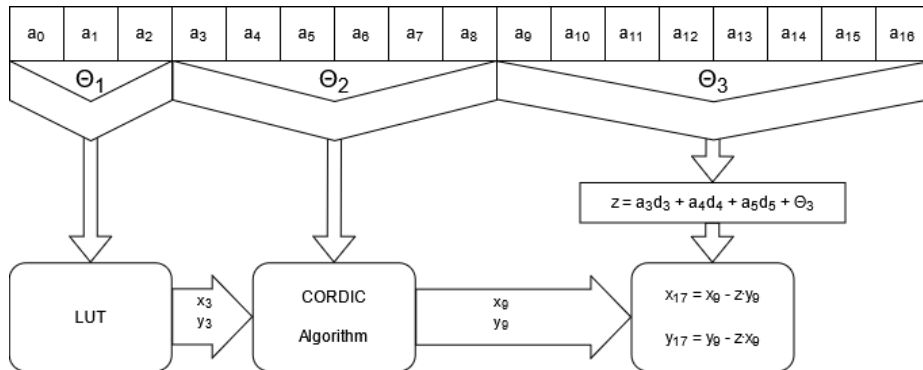 a₀ a₁ a₂ a₃ a₄ a₅ a₆ a₇ a₈ a₉ a₁₀ a₁₁ a₁₂ a₁₃ a₁₄ a₁₅ a₁₆
Θ₁ Θ₂ Θ₃
z = a₃d₃ + a₄d₄ + a₅d₅ + Θ₃
LUT
x₃
y₃
CORDIC
Algorithm
x₉
y₉
x₁₇ = x₉ - z·y₉
y₁₇ = y₉ - z·x₉